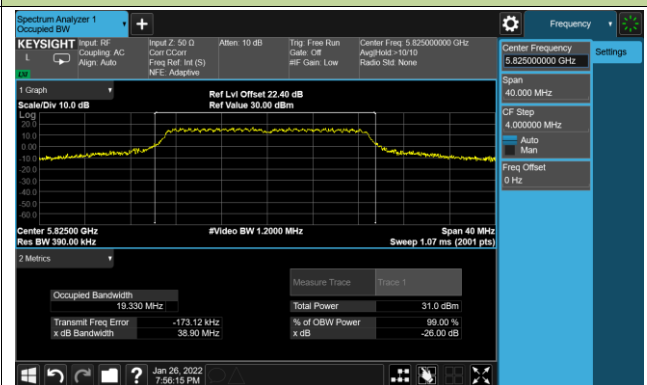 Spectrum Analyzer 1
Occupied BW
Frequency
KEYSIGHT
L
Input: RF
Coupling: AC
Align: Auto
Input Z: 50 Ω
Corr CCorr
Freq Ref: Int (S)
NFE: Adaptive
Atten: 10 dB
Trig: Free Run
Gate: Off
#IF Gain: Low
Center Freq: 5.825000000 GHz
Avg|Hold:>10/10
Radio Std: None
Center Frequency
5.825000000 GHz
Settings
Span
40.000 MHz
CF Step
4.000000 MHz
Auto
Man
Freq Offset
0 Hz
1 Graph
Scale/Div 10.0 dB
Ref Lvl Offset 22.40 dB
Ref Value 30.00 dBm
Log
20.0
10.0
0.00
-10.0
-20.0
-30.0
-40.0
-50.0
-60.0
Center 5.82500 GHz
Res BW 390.00 kHz
#Video BW 1.2000 MHz
Span 40 MHz
Sweep 1.07 ms (2001 pts)
2 Metrics
Measure Trace
Trace 1
Occupied Bandwidth
19.330 MHz
Total Power
31.0 dBm
Transmit Freq Error
-173.12 kHz
% of OBW Power
99.00 %
x dB Bandwidth
38.90 MHz
x dB
-26.00 dB
?
Jan 26, 2022
7:56:15 PM